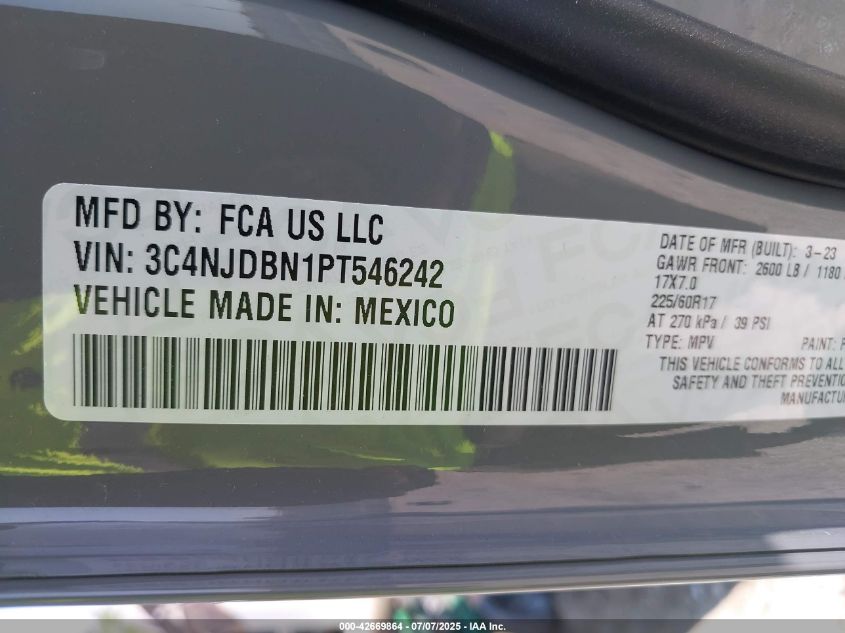 MFD BY: FCA US LLC
VIN: 3C4NJDBN1PT546242
VEHICLE MADE IN: MEXICO
DATE OF MFR (BUILT): 3-23
GAWR FRONT: 2600 LB / 1180
17X7.0
225/60R17
AT 270 kPa / 39 PSI
TYPE: MPV PAINT:
THIS VEHICLE CONFORMS TO ALL
SAFETY AND THEFT
000-42669864 - 07/07/2025 - IAA Inc.